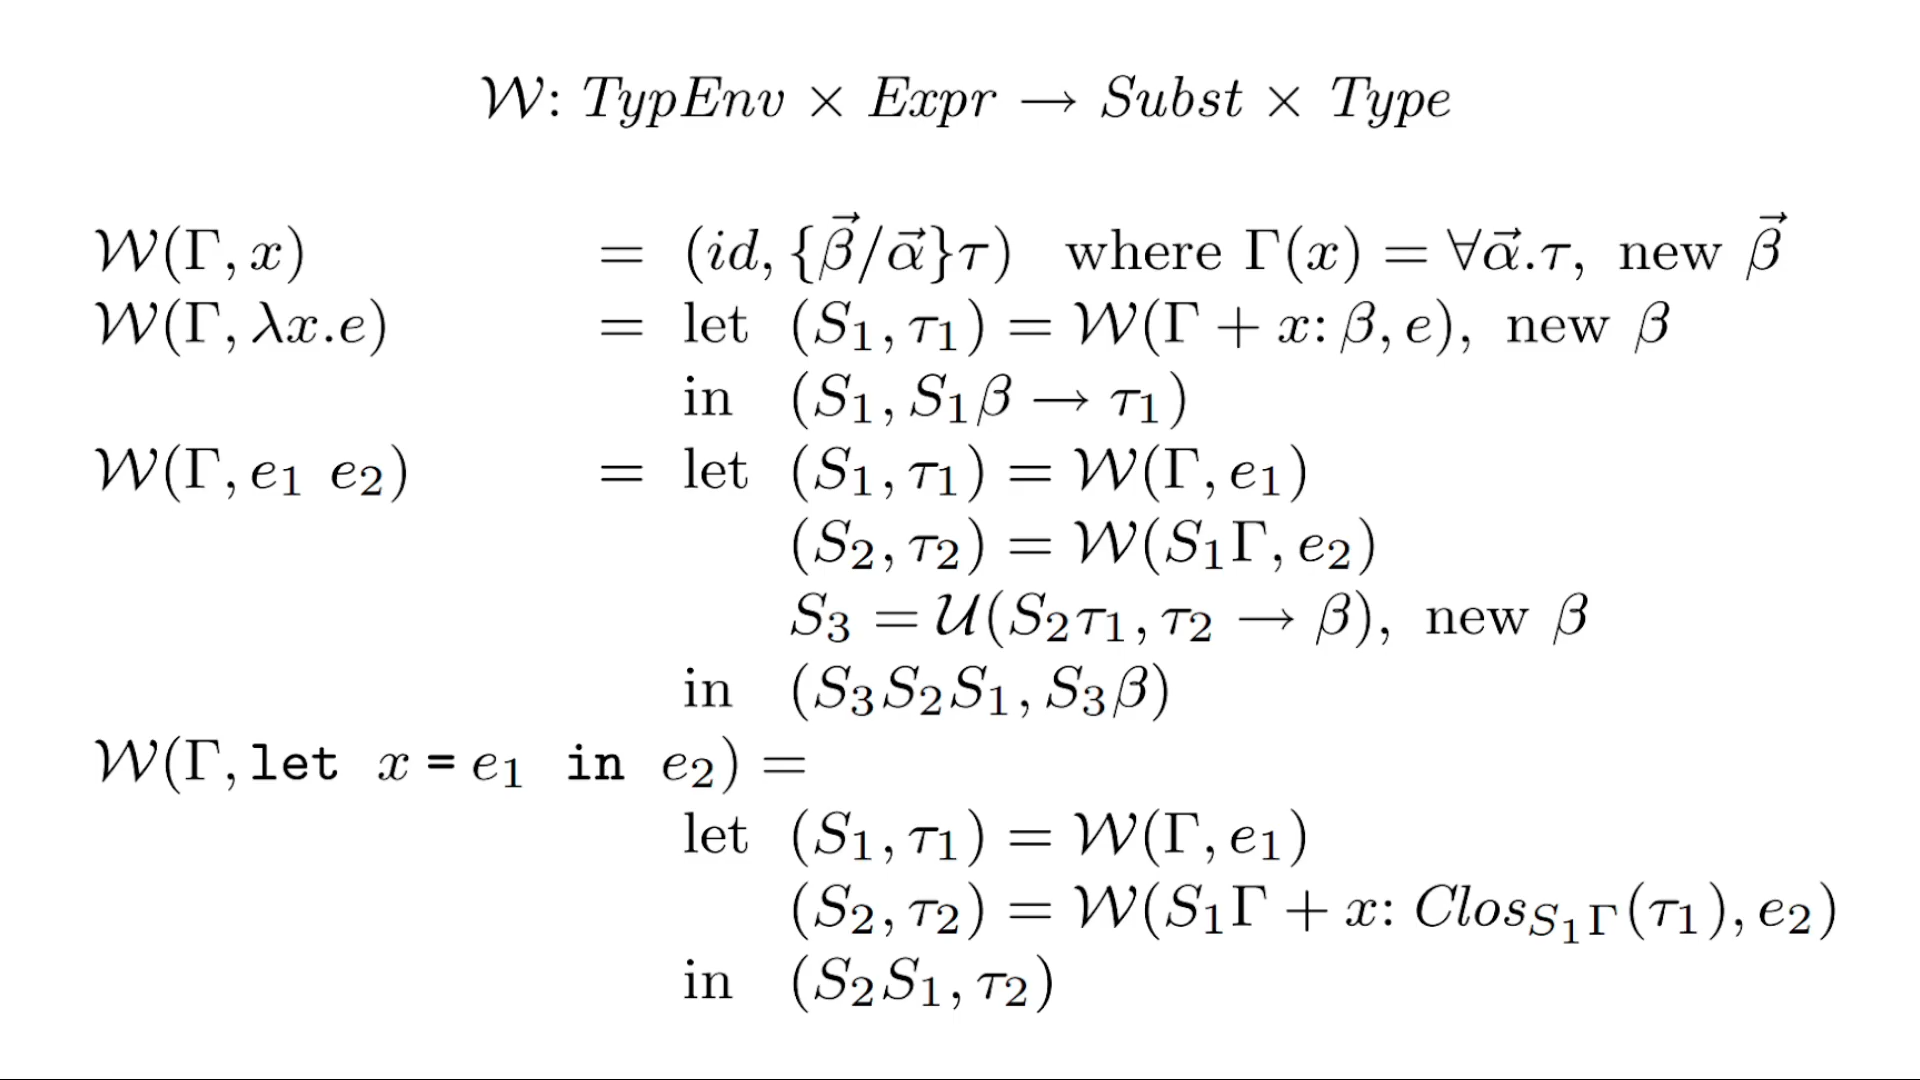 𝒲: TypEnv × Expr → Subst × Type
𝒲(Γ, x) = (id, {β⃗/α⃗}τ) where Γ(x) = ∀α⃗.τ, new β⃗
𝒲(Γ, λx.e) = let (S₁, τ₁) = 𝒲(Γ + x: β, e), new β
in (S₁, S₁β → τ₁)
𝒲(Γ, e₁ e₂) = let (S₁, τ₁) = 𝒲(Γ, e₁)
(S₂, τ₂) = 𝒲(S₁Γ, e₂)
S₃ = 𝒰(S₂τ₁, τ₂ → β), new β
in (S₃S₂S₁, S₃β)
𝒲(Γ, let x = e₁ in e₂) =
let (S₁, τ₁) = 𝒲(Γ, e₁)
(S₂, τ₂) = 𝒲(S₁Γ + x: Clos_{S₁Γ}(τ₁), e₂)
in (S₂S₁, τ₂)